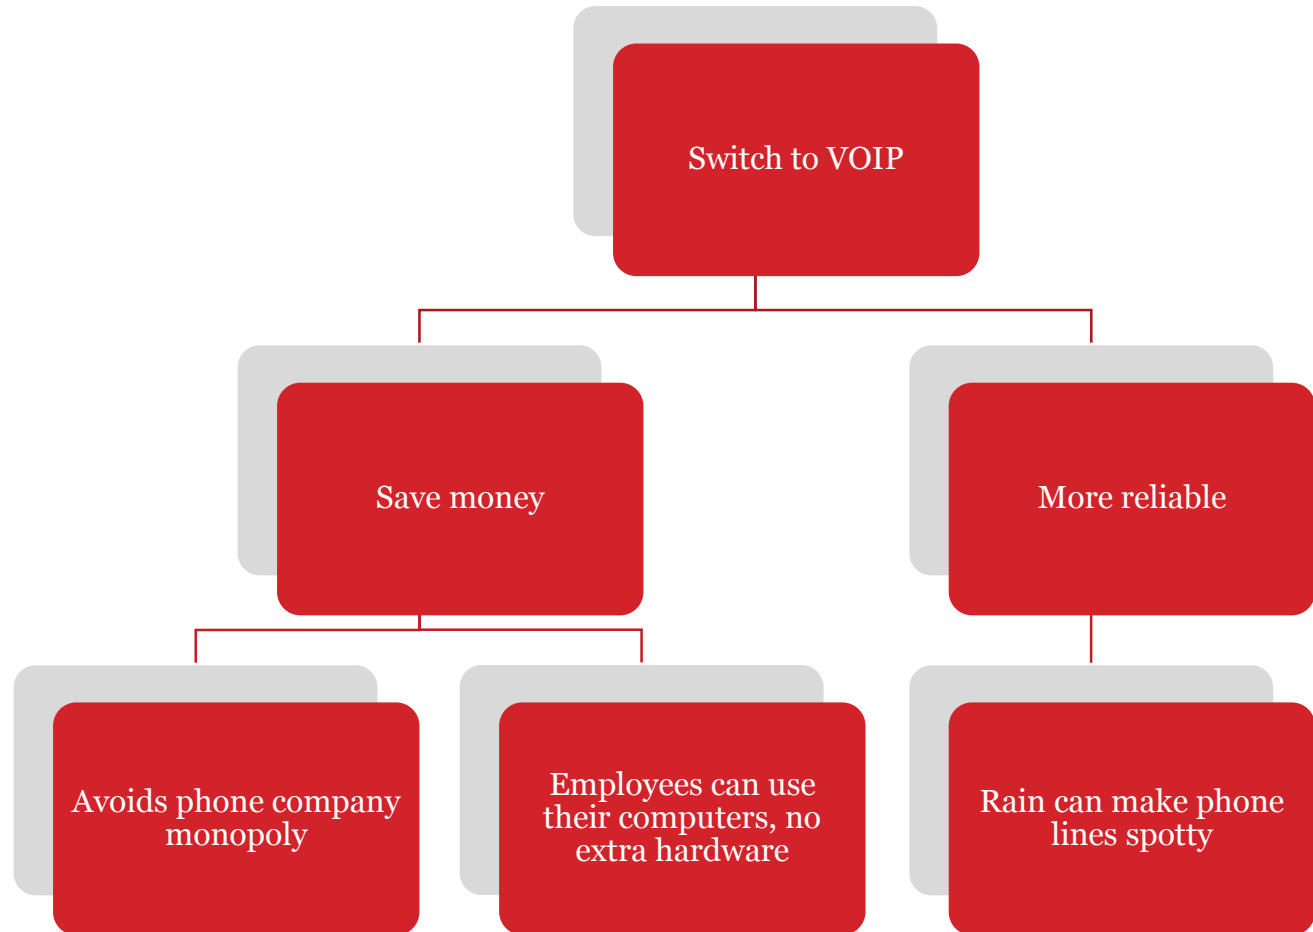 Switch to VOIP
Save money
More reliable
Avoids phone company
monopoly
Employees can use
their computers, no
extra hardware
Rain can make phone
lines spotty